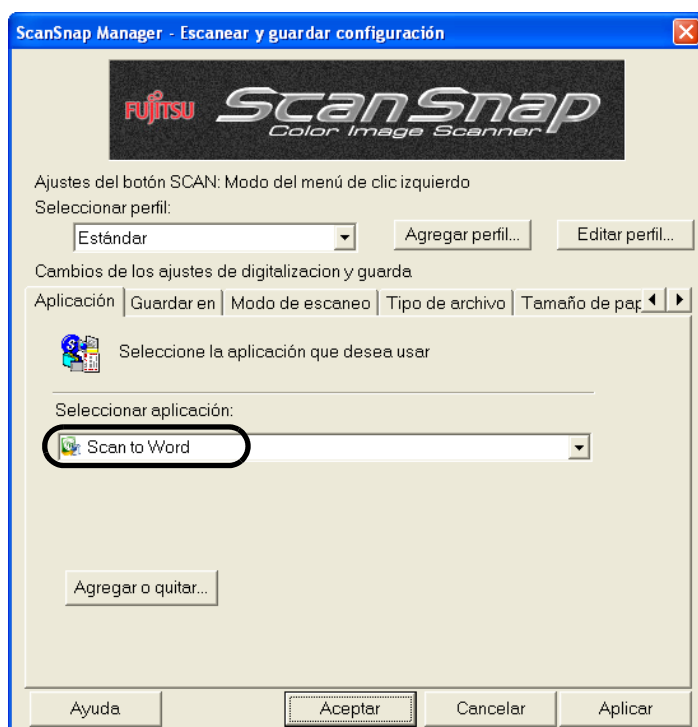 ScanSnap Manager - Escanear y guardar configuración
FUJITSU ScanSnap
Color Image Scanner
Ajustes del botón SCAN: Modo del menú de clic izquierdo
Seleccionar perfil:
Estándar Agregar perfil... Editar perfil...
Cambios de los ajustes de digitalizacion y guarda
Aplicación Guardar en Modo de escaneo Tipo de archivo Tamaño de pap
Seleccione la aplicación que desea usar
Seleccionar aplicación:
Scan to Word
Agregar o quitar...
Ayuda Aceptar Cancelar Aplicar